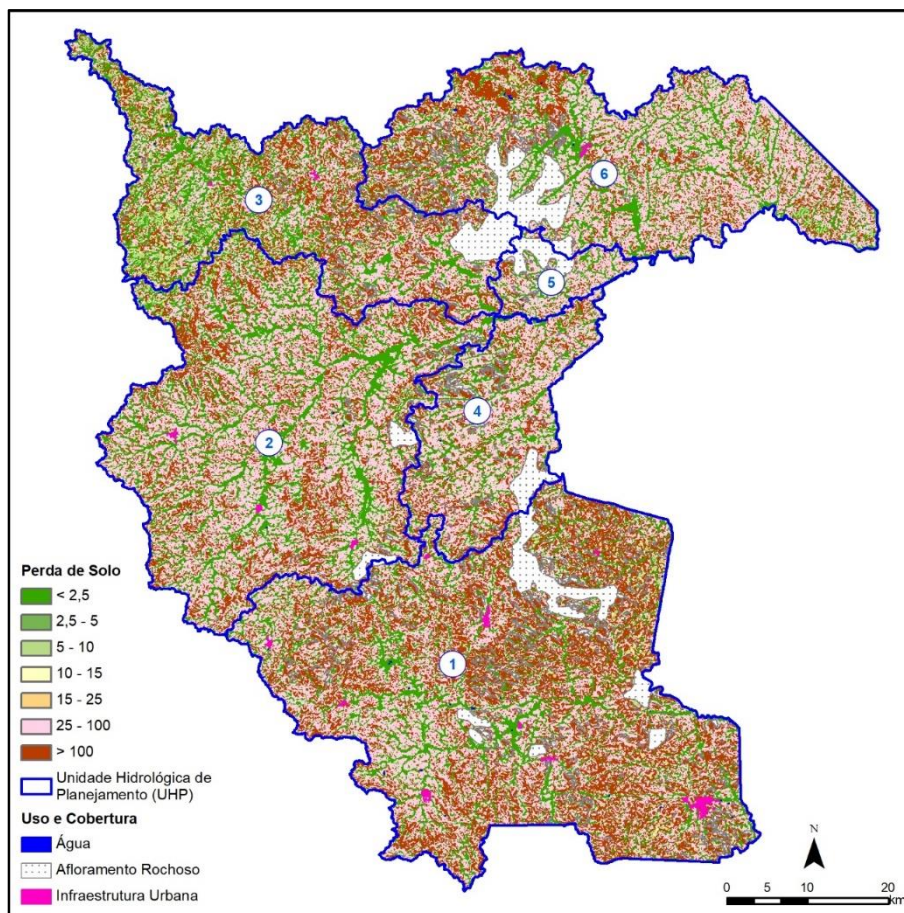 3
6
5
4
2
1
Perda de Solo
< 2,5
2,5 - 5
5 - 10
10 - 15
15 - 25
25 - 100
> 100
Unidade Hidrológica de
Planejamento (UHP)
Uso e Cobertura
Água
Afloramento Rochoso
Infraestrutura Urbana
N
0 5 10 20
km